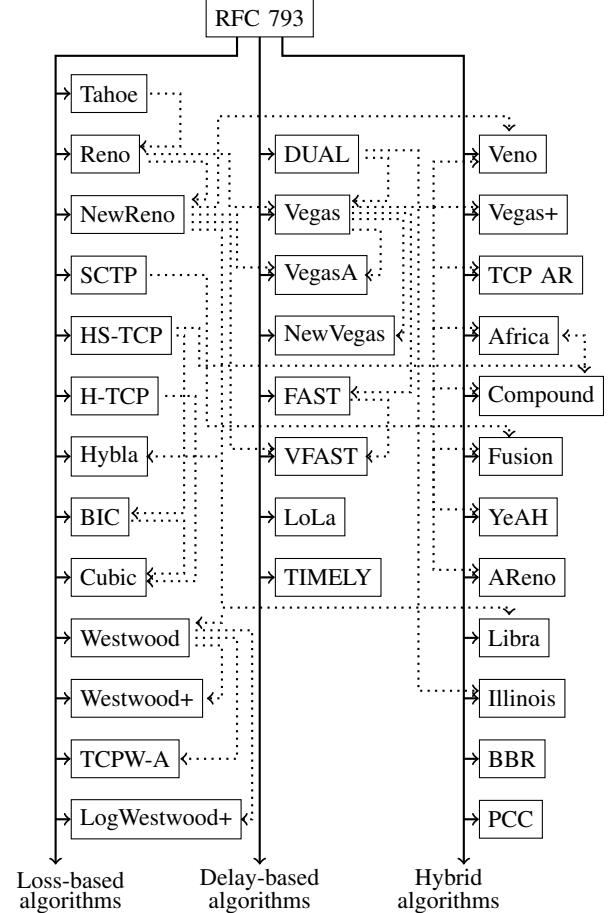 RFC 793
Tahoe
Reno
DUAL
Veno
NewReno
Vegas
Vegas+
SCTP
VegasA
TCP AR
HS-TCP
NewVegas
Africa
H-TCP
FAST
Compound
Hybla
VFAST
Fusion
BIC
LoLa
YeAH
Cubic
TIMELY
AReno
Westwood
Libra
Westwood+
Illinois
TCPW-A
BBR
LogWestwood+
PCC
Loss-based
algorithms
Delay-based
algorithms
Hybrid
algorithms